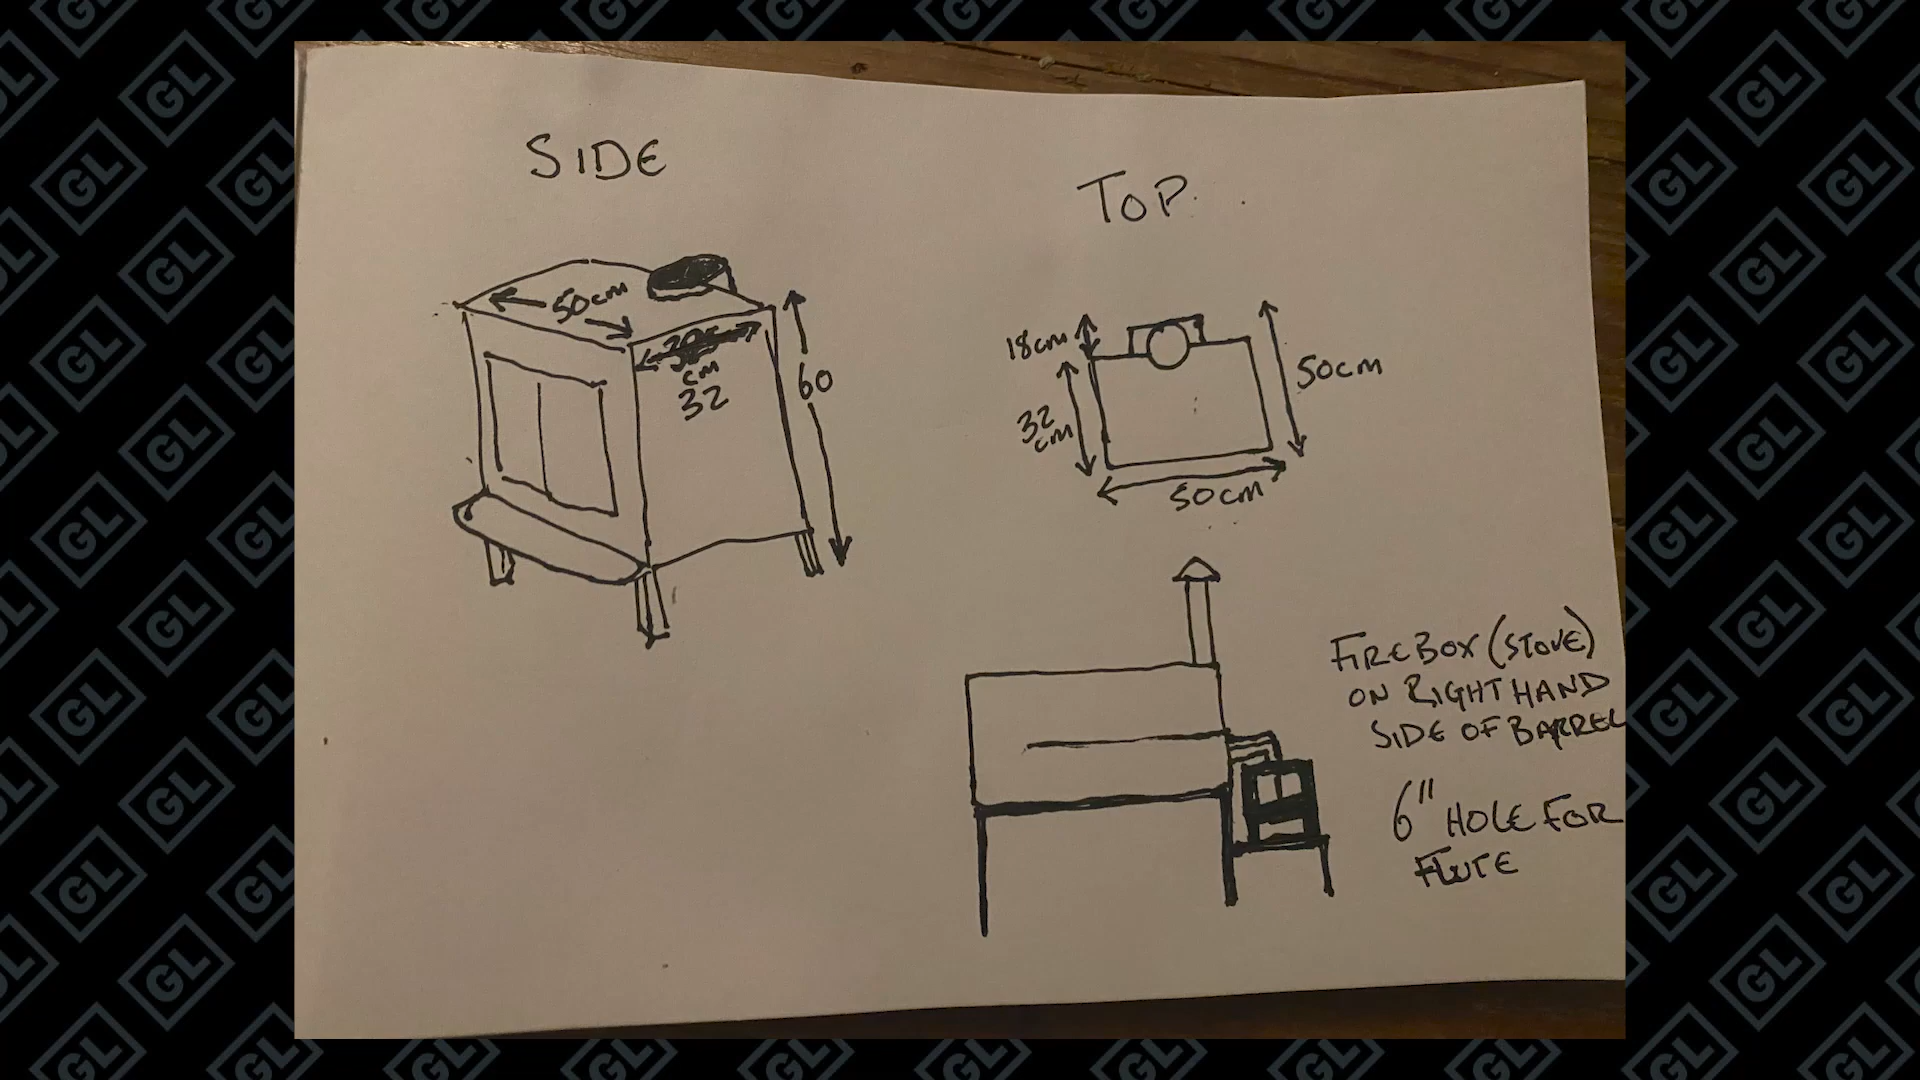 SIDE
TOP.
50cm
cm
32
60
18cm
32
cm
50cm
50cm
FIREBOX (STOVE)
ON RIGHT HAND
SIDE OF BARREL
6" HOLE FOR
FLUTE
GL